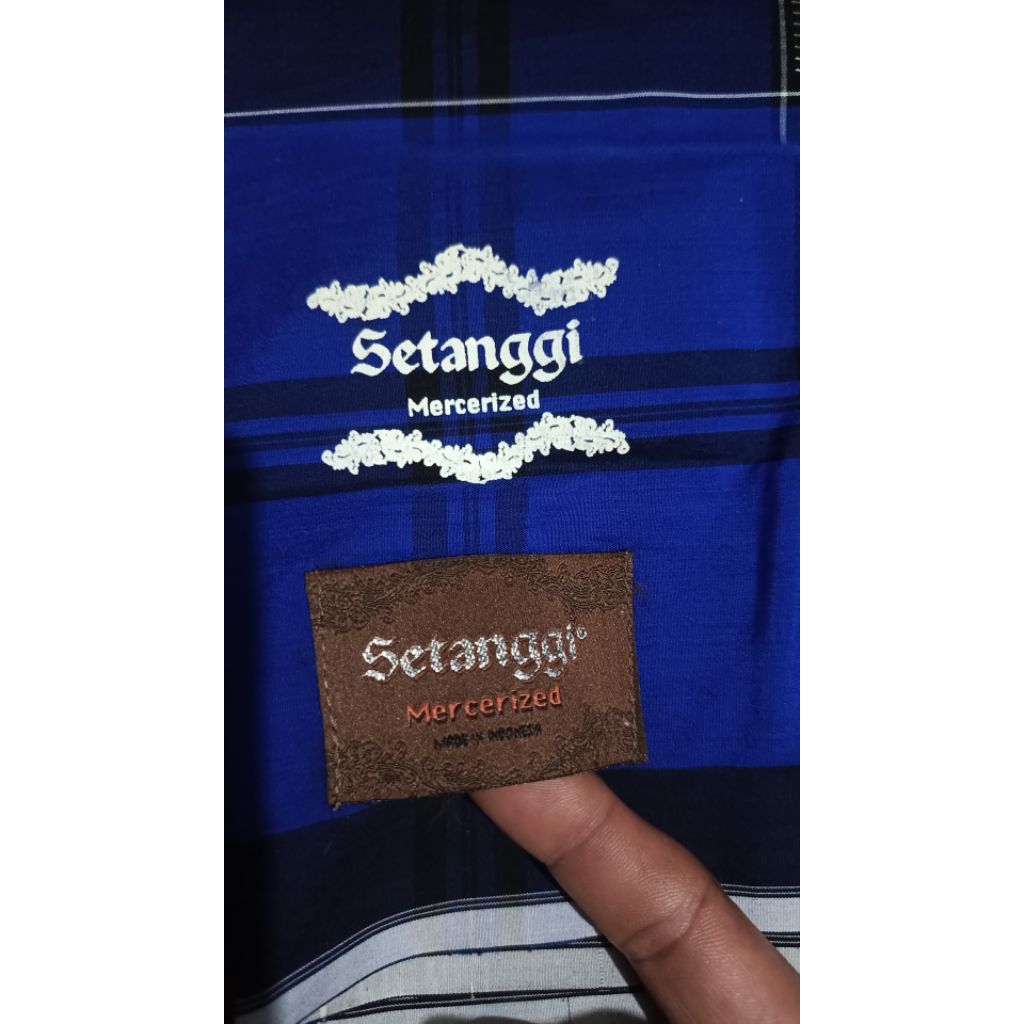 Setanggi
Mercerized
Setanggi®
Mercerized
MADE IN INDONESIA